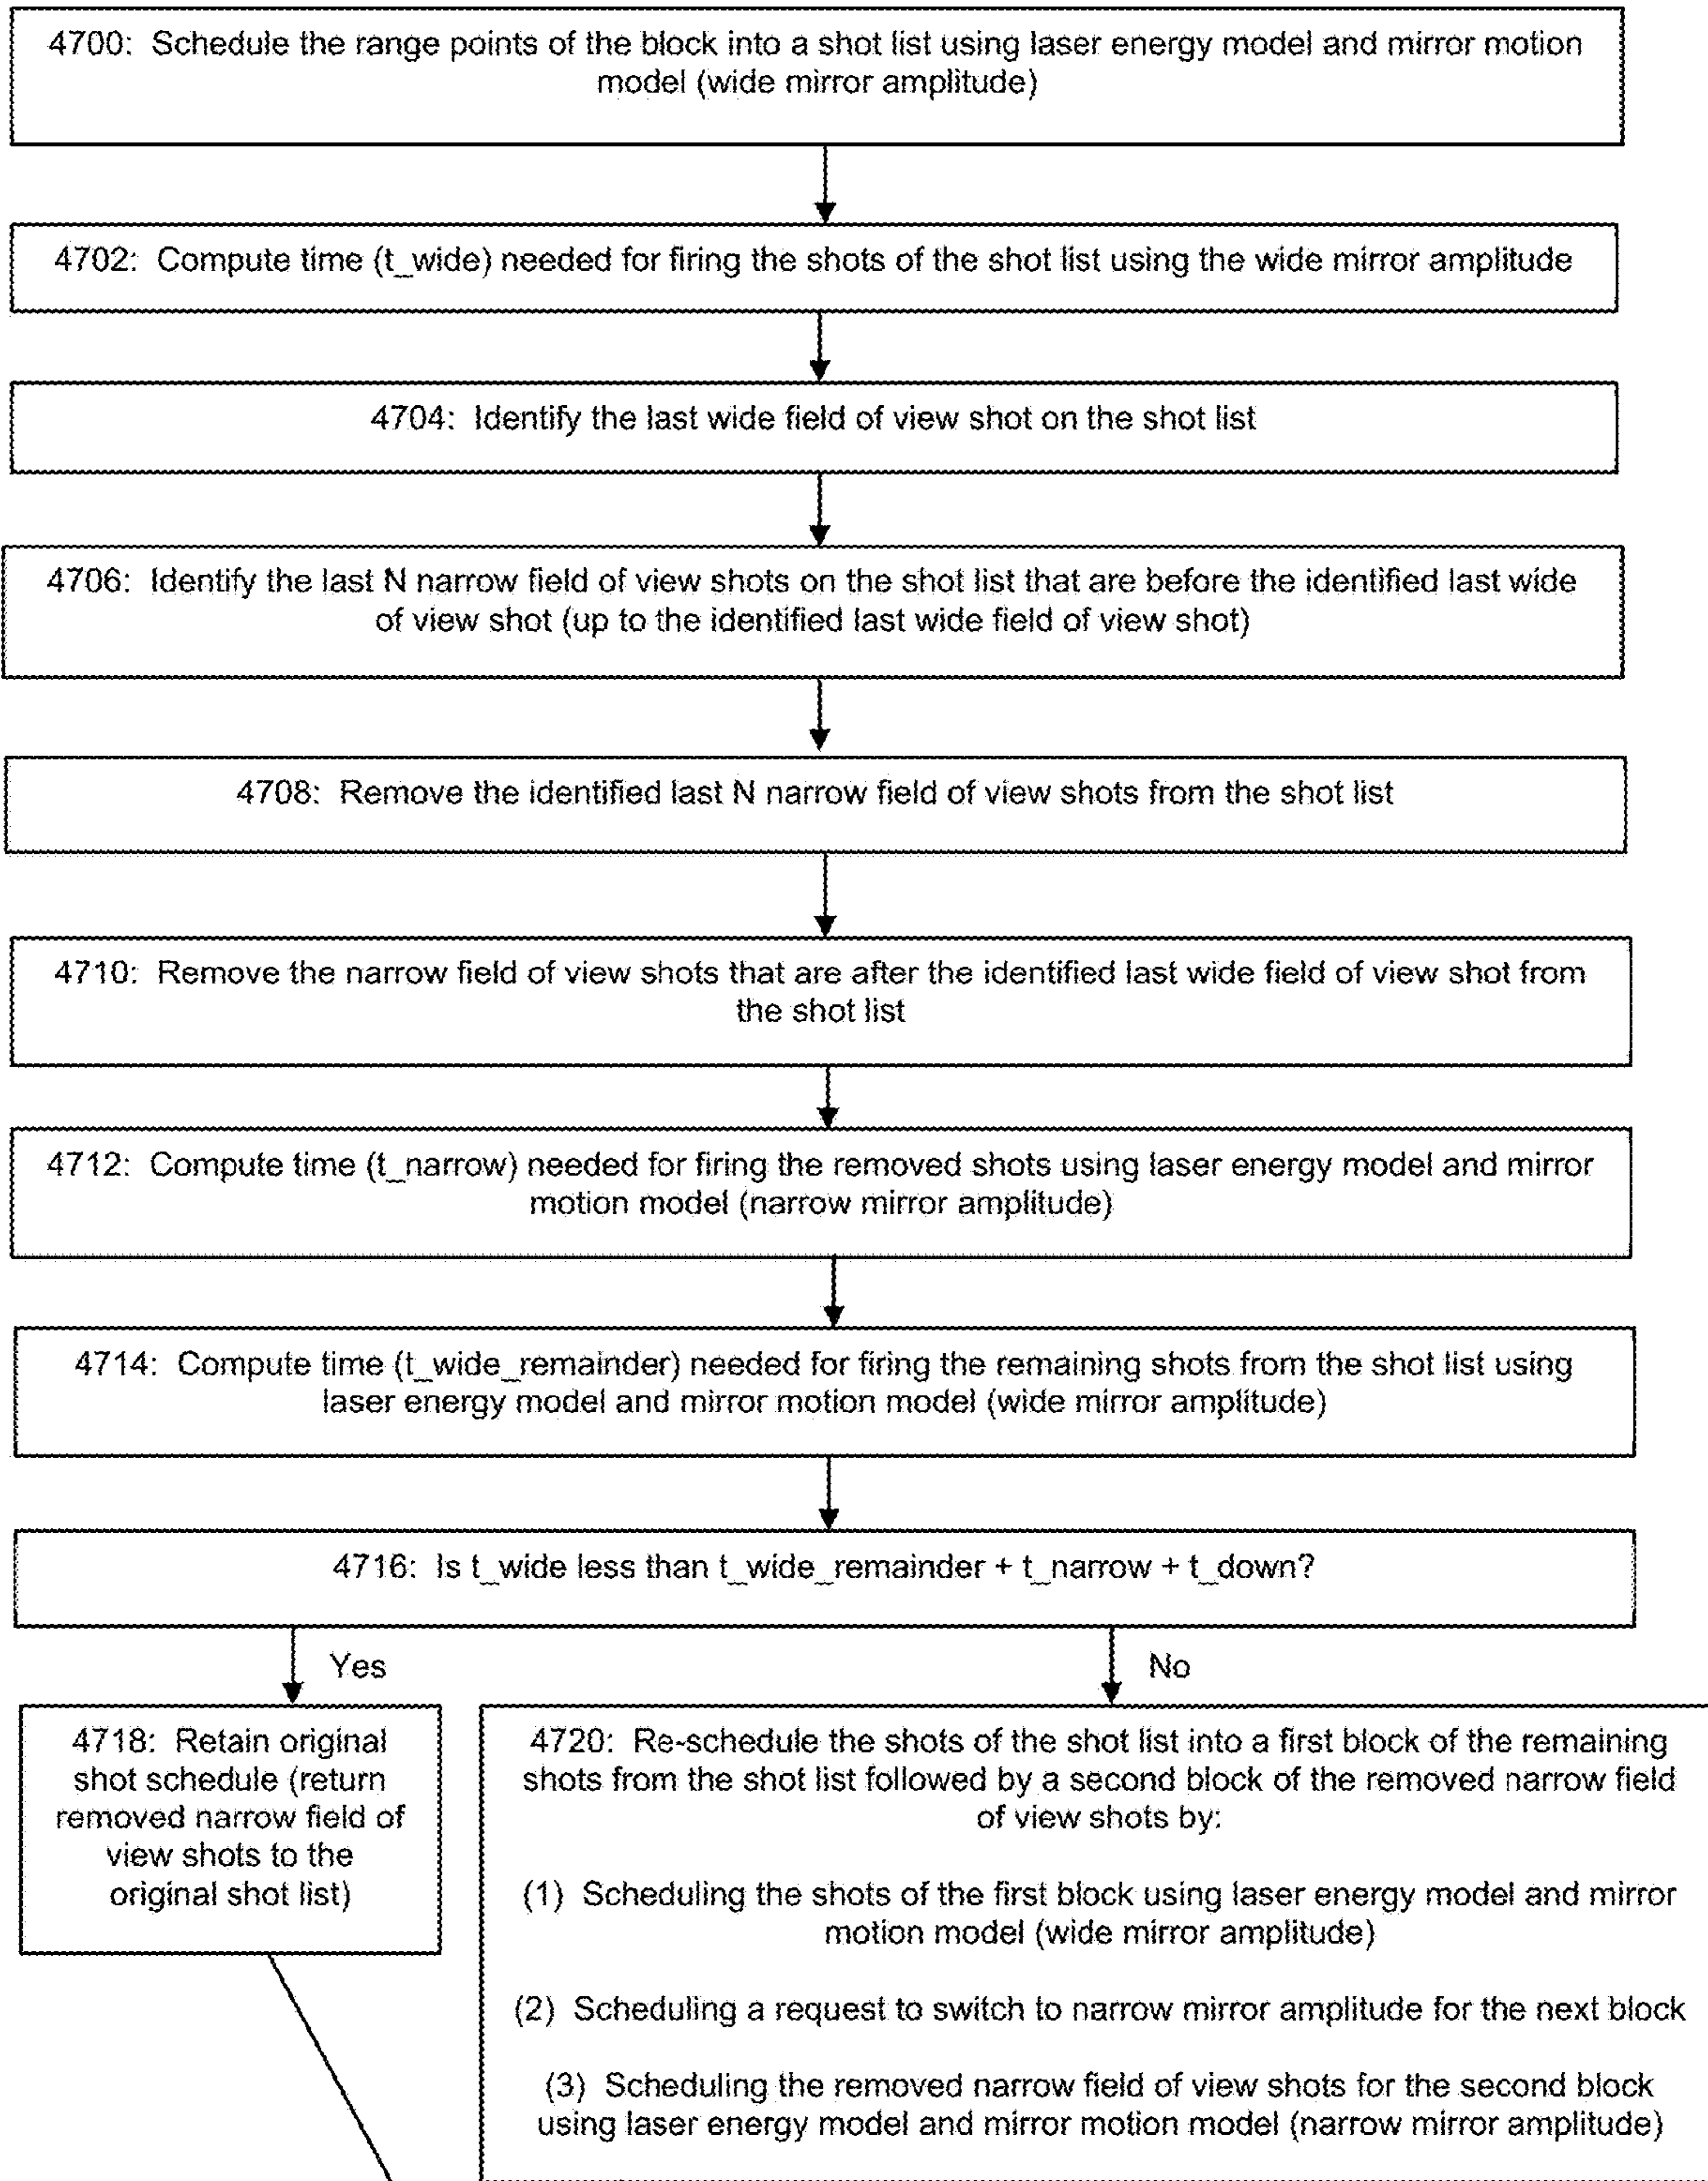 4700: Schedule the range points of the block into a shot list using laser energy model and mirror motion
model (wide mirror amplitude)
4702: Compute time (t_wide) needed for firing the shots of the shot list using the wide mirror amplitude
4704: Identify the last wide field of view shot on the shot list
4706: Identify the last N narrow field of view shots on the shot list that are before the identified last wide
of view shot (up to the identified last wide field of view shot)
4708: Remove the identified last N narrow field of view shots from the shot list
4710: Remove the narrow field of view shots that are after the identified last wide field of view shot from
the shot list
4712: Compute time (t_narrow) needed for firing the removed shots using laser energy model and mirror
motion model (narrow mirror amplitude)
4714: Compute time (t_wide_remainder) needed for firing the remaining shots from the shot list using
laser energy model and mirror motion model (wide mirror amplitude)
4716: Is t_wide less than t_wide_remainder + t_narrow + t_down?
Yes
No
4718: Retain original
shot schedule (return
removed narrow field of
view shots to the
original shot list)
4720: Re-schedule the shots of the shot list into a first block of the remaining
shots from the shot list followed by a second block of the removed narrow field
of view shots by:
(1) Scheduling the shots of the first block using laser energy model and mirror
motion model (wide mirror amplitude)
(2) Scheduling a request to switch to narrow mirror amplitude for the next block
(3) Scheduling the removed narrow field of view shots for the second block
using laser energy model and mirror motion model (narrow mirror amplitude)